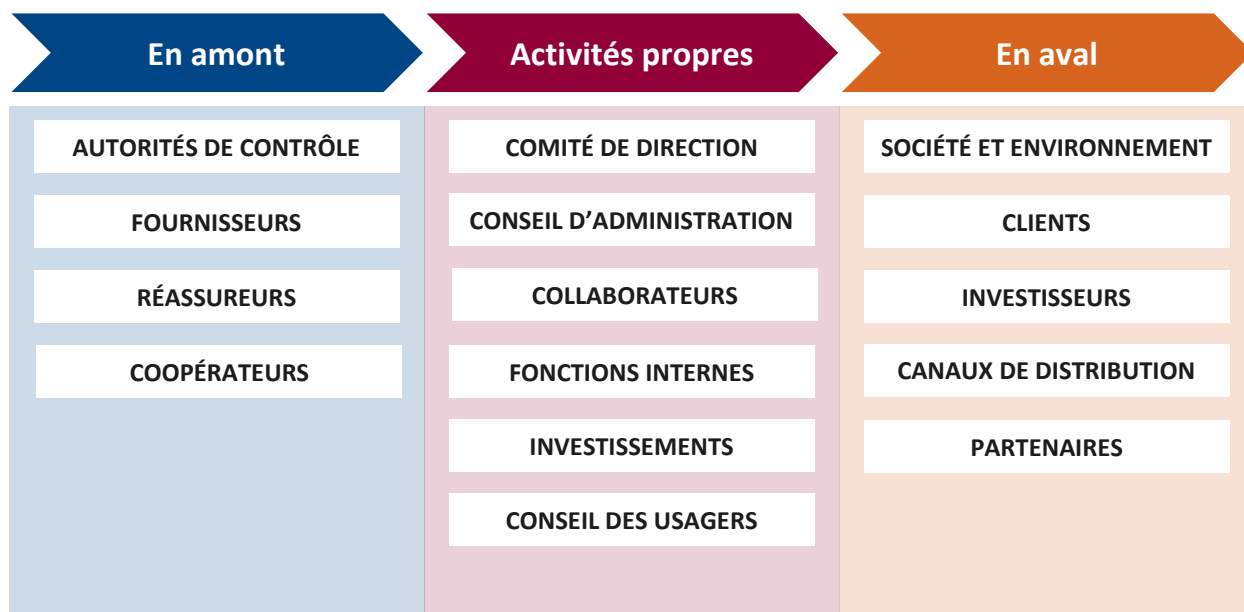 En amont
AUTORITÉS DE CONTRÔLE
FOURNISSEURS
RÉASSUREURS
COOPÉRATEURS
Activités propres
COMITÉ DE DIRECTION
CONSEIL D’ADMINISTRATION
COLLABORATEURS
FONCTIONS INTERNES
INVESTISSEMENTS
CONSEIL DES USAGERS
En aval
SOCIÉTÉ ET ENVIRONNEMENT
CLIENTS
INVESTISSEURS
CANAUX DE DISTRIBUTION
PARTENAIRES